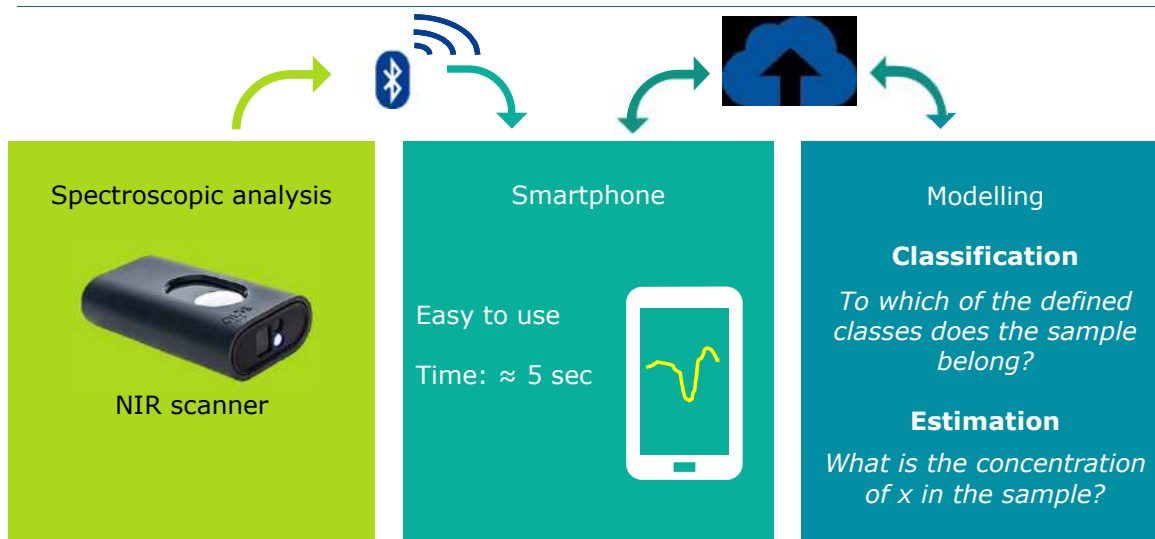 Spectroscopic analysis
NIR scanner
Smartphone
Easy to use
Time: ≈ 5 sec
Modelling
Classification
To which of the defined
classes does the sample
belong?
Estimation
What is the concentration
of x in the sample?